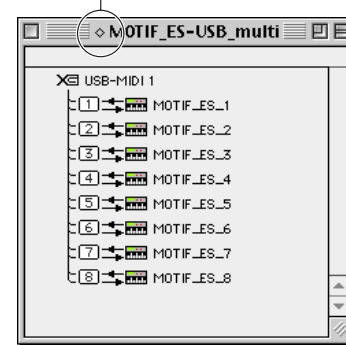 ◇ MOTIF_ES-USB_multi
USB-MIDI 1
1 MOTIF_ES_1
2 MOTIF_ES_2
3 MOTIF_ES_3
4 MOTIF_ES_4
5 MOTIF_ES_5
6 MOTIF_ES_6
7 MOTIF_ES_7
8 MOTIF_ES_8